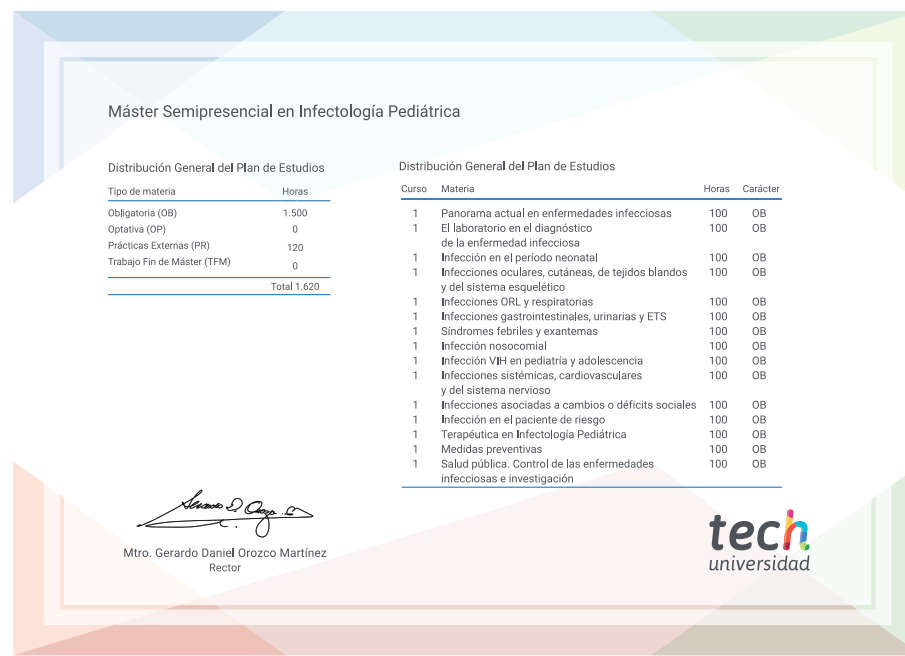 Máster Semipresencial en Infectología Pediátrica
Distribución General del Plan de Estudios
Tipo de materia Horas
Obligatoria (OB) 1.500
Optativa (OP) 0
Prácticas Externas (PR) 120
Trabajo Fin de Máster (TFM) 0
Total 1.620
Distribución General del Plan de Estudios
Curso Materia Horas Carácter
1 Panorama actual en enfermedades infecciosas 100 OB
1 El laboratorio en el diagnóstico 100 OB
de la enfermedad infecciosa
1 Infección en el período neonatal 100 OB
1 Infecciones oculares, cutáneas, de tejidos blandos 100 OB
y del sistema esquelético
1 Infecciones ORL y respiratorias 100 OB
1 Infecciones gastrointestinales, urinarias y ETS 100 OB
1 Síndromes febriles y exantemas 100 OB
1 Infección nosocomial 100 OB
1 Infección VIH en pediatría y adolescencia 100 OB
1 Infecciones sistémicas, cardiovasculares 100 OB
y del sistema nervioso
1 Infecciones asociadas a cambios o déficits sociales 100 OB
1 Infección en el paciente de riesgo 100 OB
1 Terapéutica en Infectología Pediátrica 100 OB
1 Medidas preventivas 100 OB
1 Salud pública. Control de las enfermedades 100 OB
infecciosas e investigación
Mtro. Gerardo Daniel Orozco Martínez
Rector
tech
universidad